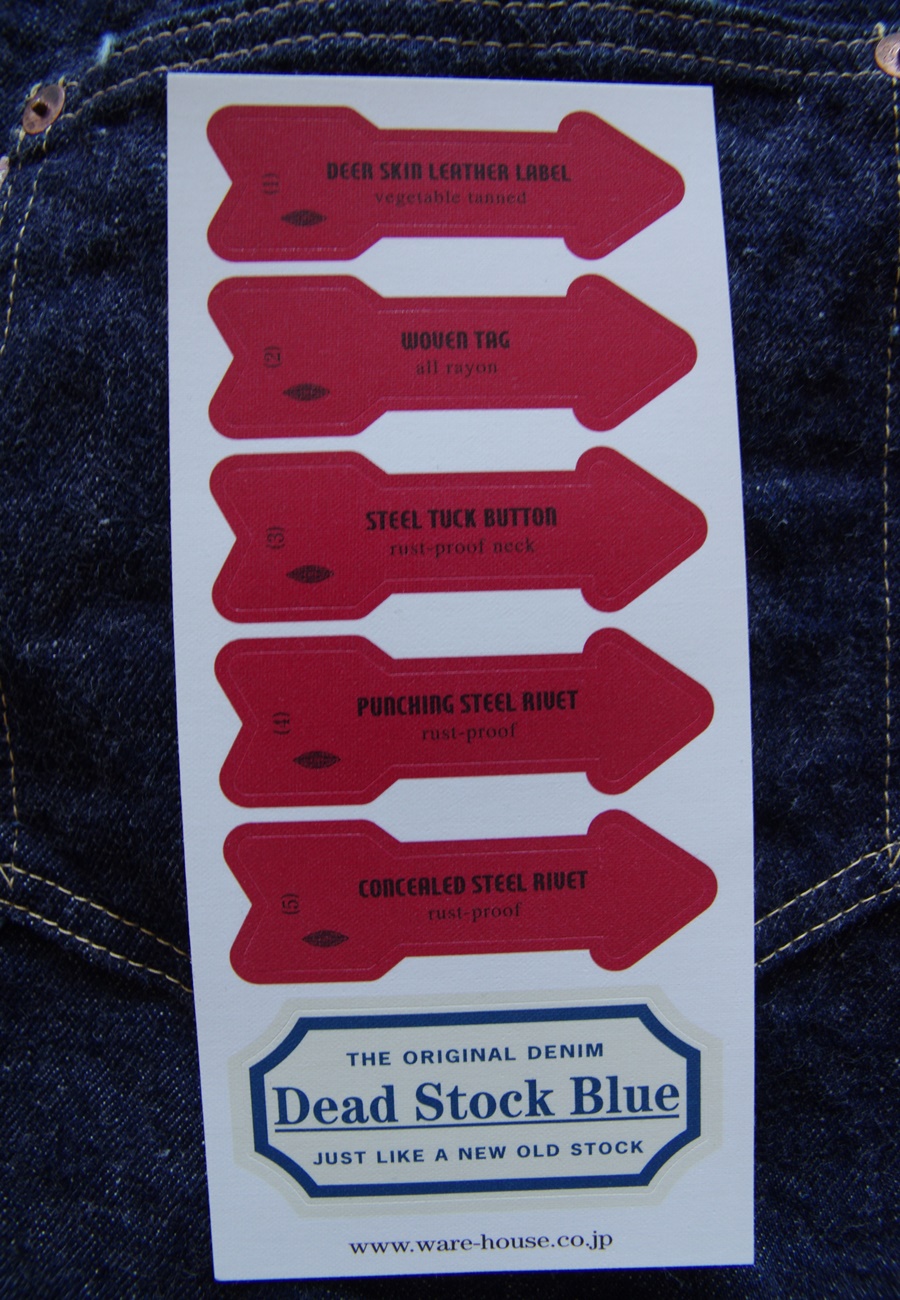 DEER SKIN LEATHER LABEL
vegetable tanned
(1)
WOVEN TAG
all rayon
(2)
STEEL TUCK BUTTON
rust-proof neck
(3)
PUNCHING STEEL RIVET
rust-proof
(4)
CONCEALED STEEL RIVET
rust-proof
(5)
THE ORIGINAL DENIM
Dead Stock Blue
JUST LIKE A NEW OLD STOCK
www.ware-house.co.jp